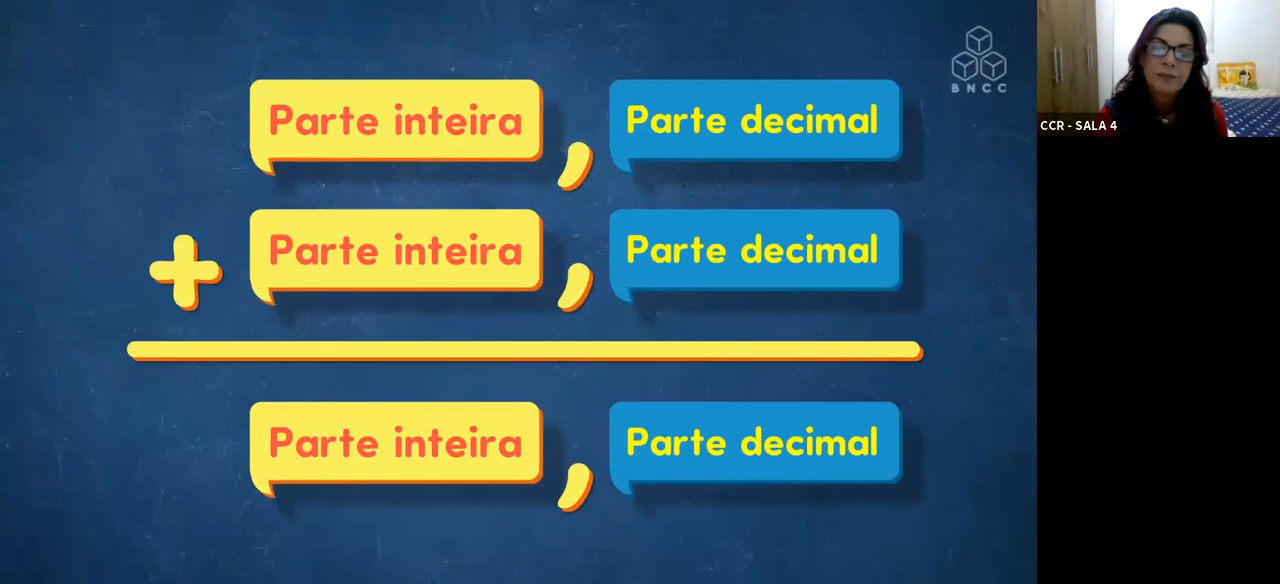 Parte inteira , Parte decimal
+ Parte inteira , Parte decimal
Parte inteira , Parte decimal
BNCC
CCR - SALA 4